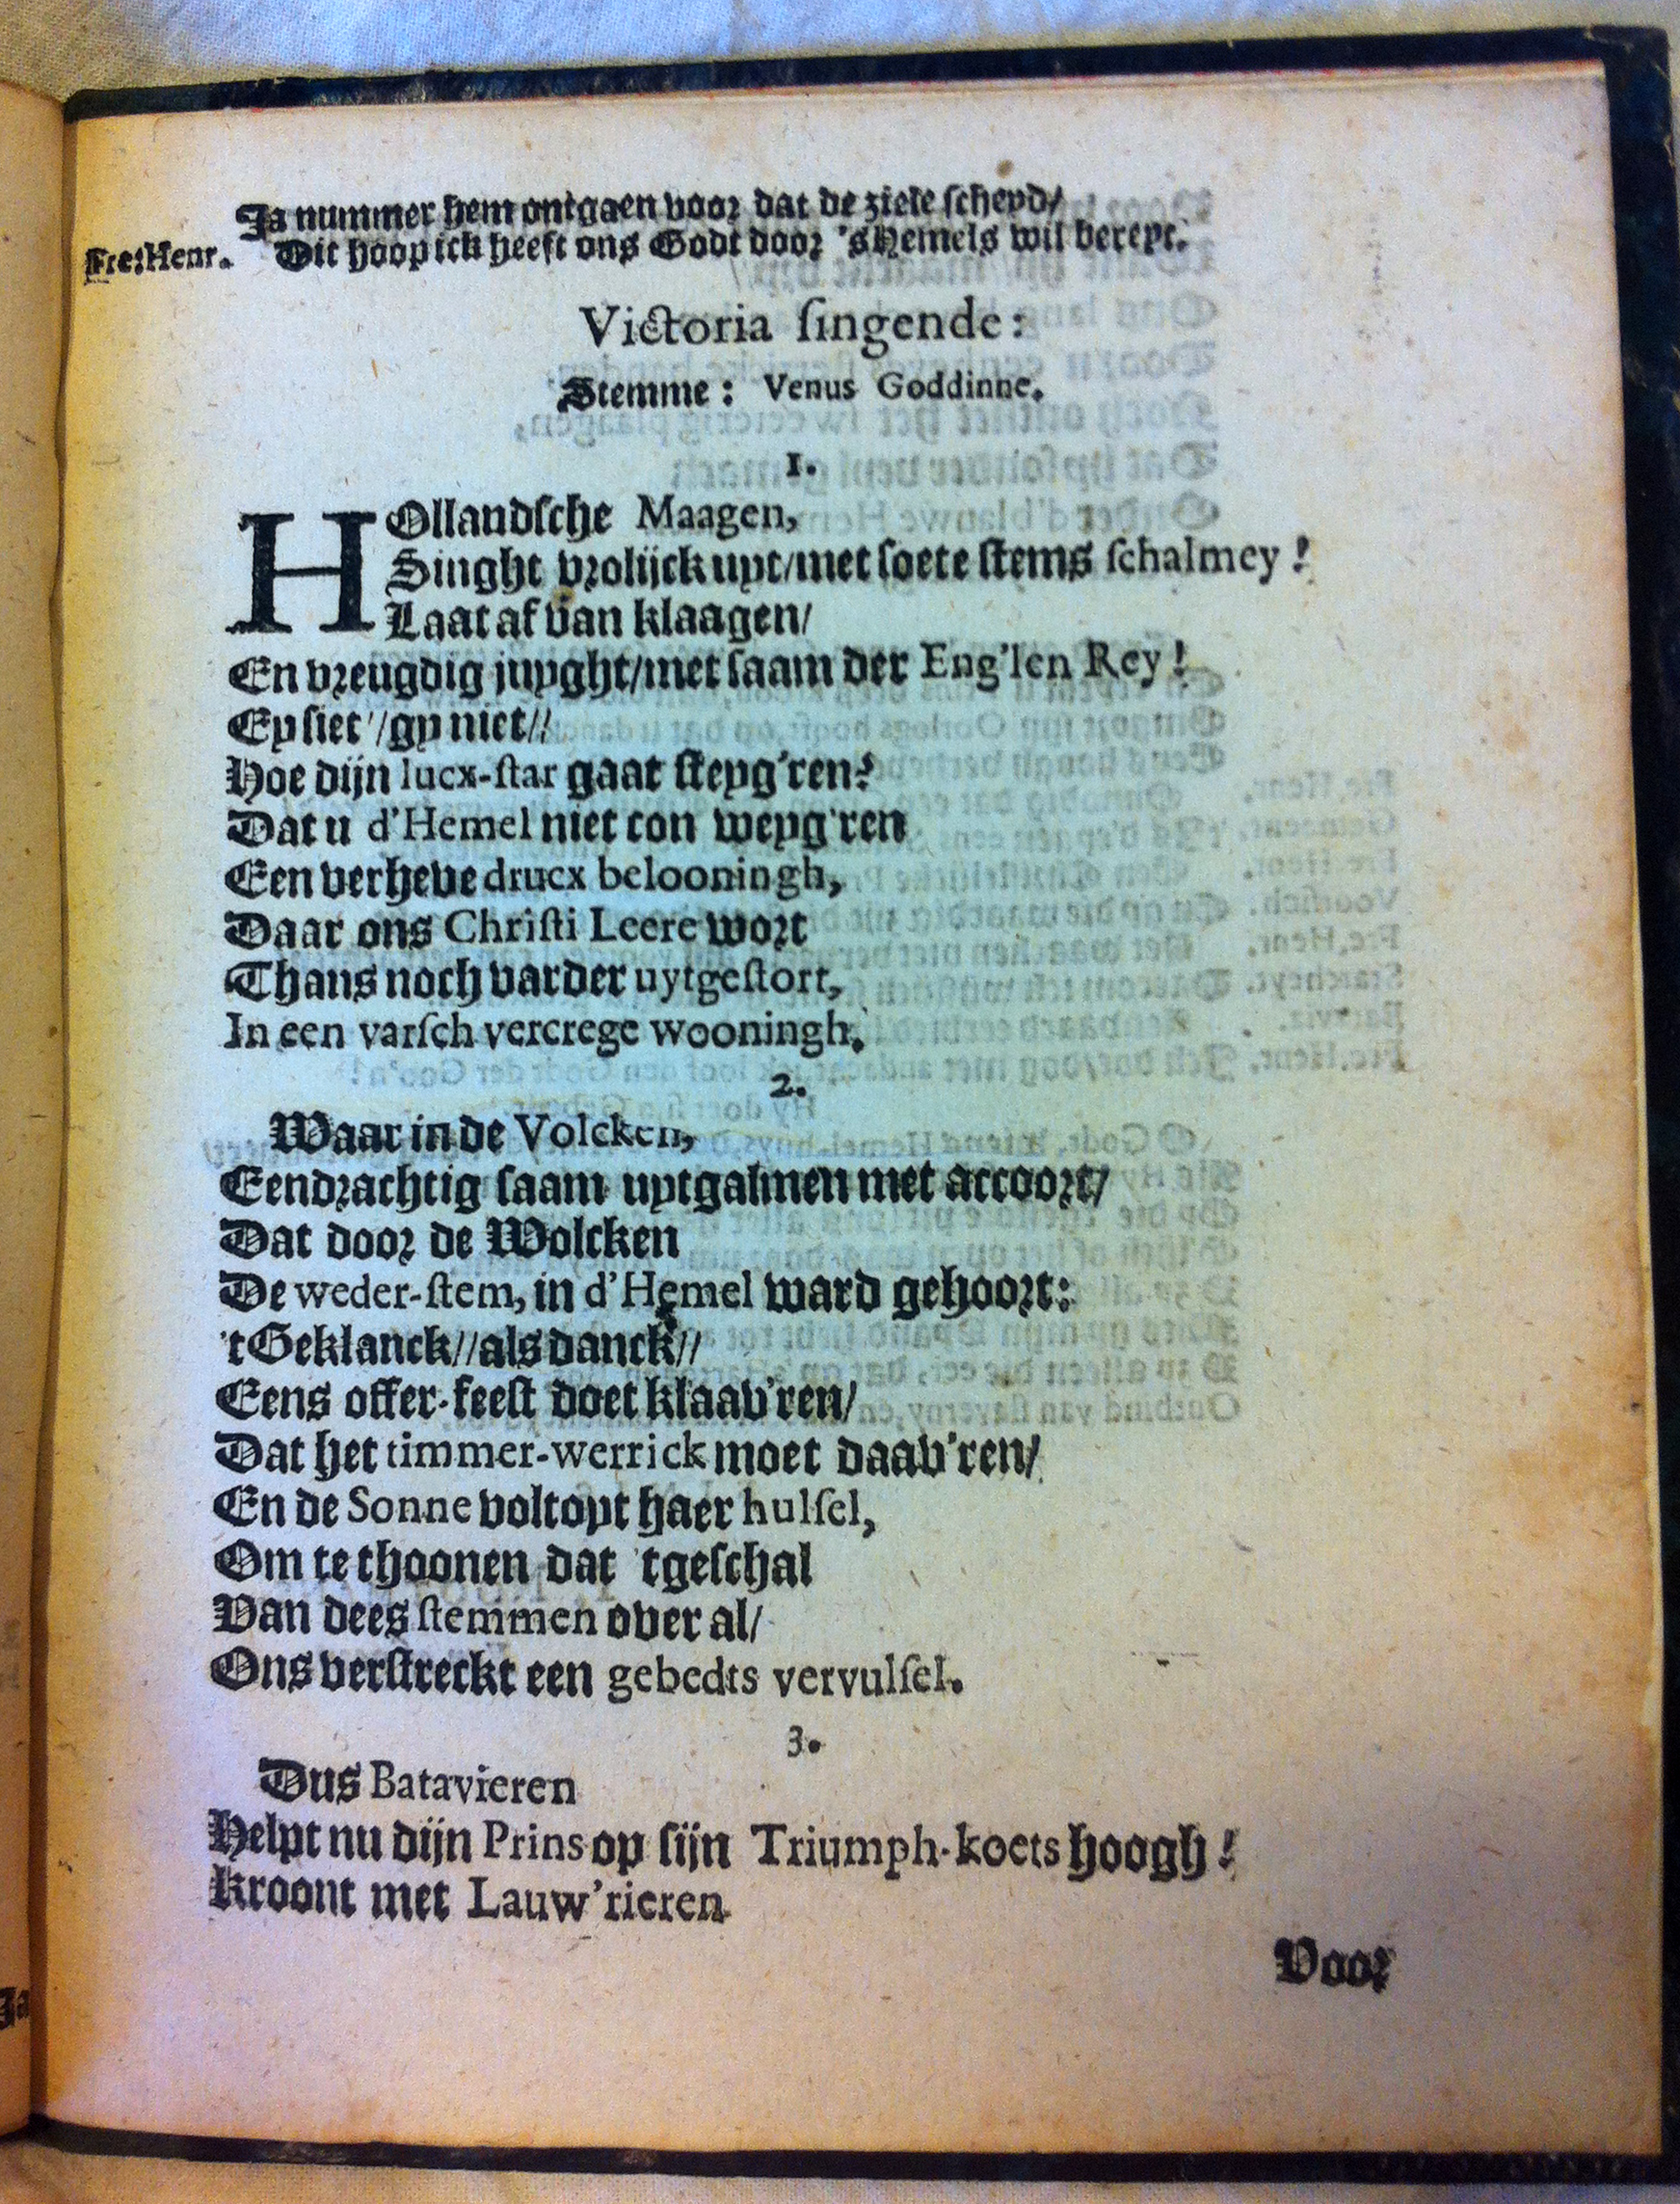 Ja nummer hem ontgaen voor dat de ziele scheyd/
Fre:Henr. Dit hoop ick heeft ons Godt door 's Hemels wil bereyt.
Victoria ſingende:
Stemme: Venus Goddinne.
1.
HOllandſche Maagen,
Singht vrolijck uyt/met ſoete ſtems ſchalmey!
Laat af van klaagen/
En vreugdig juyght/met ſaam der Eng'len Rey!
Ey ſiet//gy niet//
Hoe dijn lucx-ſtar gaat ſteyg'ren?
Dat u d'Hemel niet con weyg'ren
Een verheve drucx belooningh,
Daar ons Chriſti Leere wort
Thans noch varder uytgeſtort,
In een varſch vercrege wooningh.
2.
Waar in de Volcken,
Eendrachtig ſaam uytgalmen met accoort/
Dat door de Wolcken
De weder-ſtem, in d'Hemel ward gehoort:
't Geklanck//als danck//
Eens offer-feeſt doet klaav'ren/
Dat het timmer-werrick moet daav'ren/
En de Sonne voltoyt haer hulſel,
Om te thoonen dat 'tgeſchal
Van dees ſtemmen over al/
Ons verſtreckt een gebedts vervulſel.
3.
Dus Batavieren
Helpt nu dijn Prins op ſijn Triumph-koets hoogh!
Kroont met Lauw'rieren
Voor
Ja